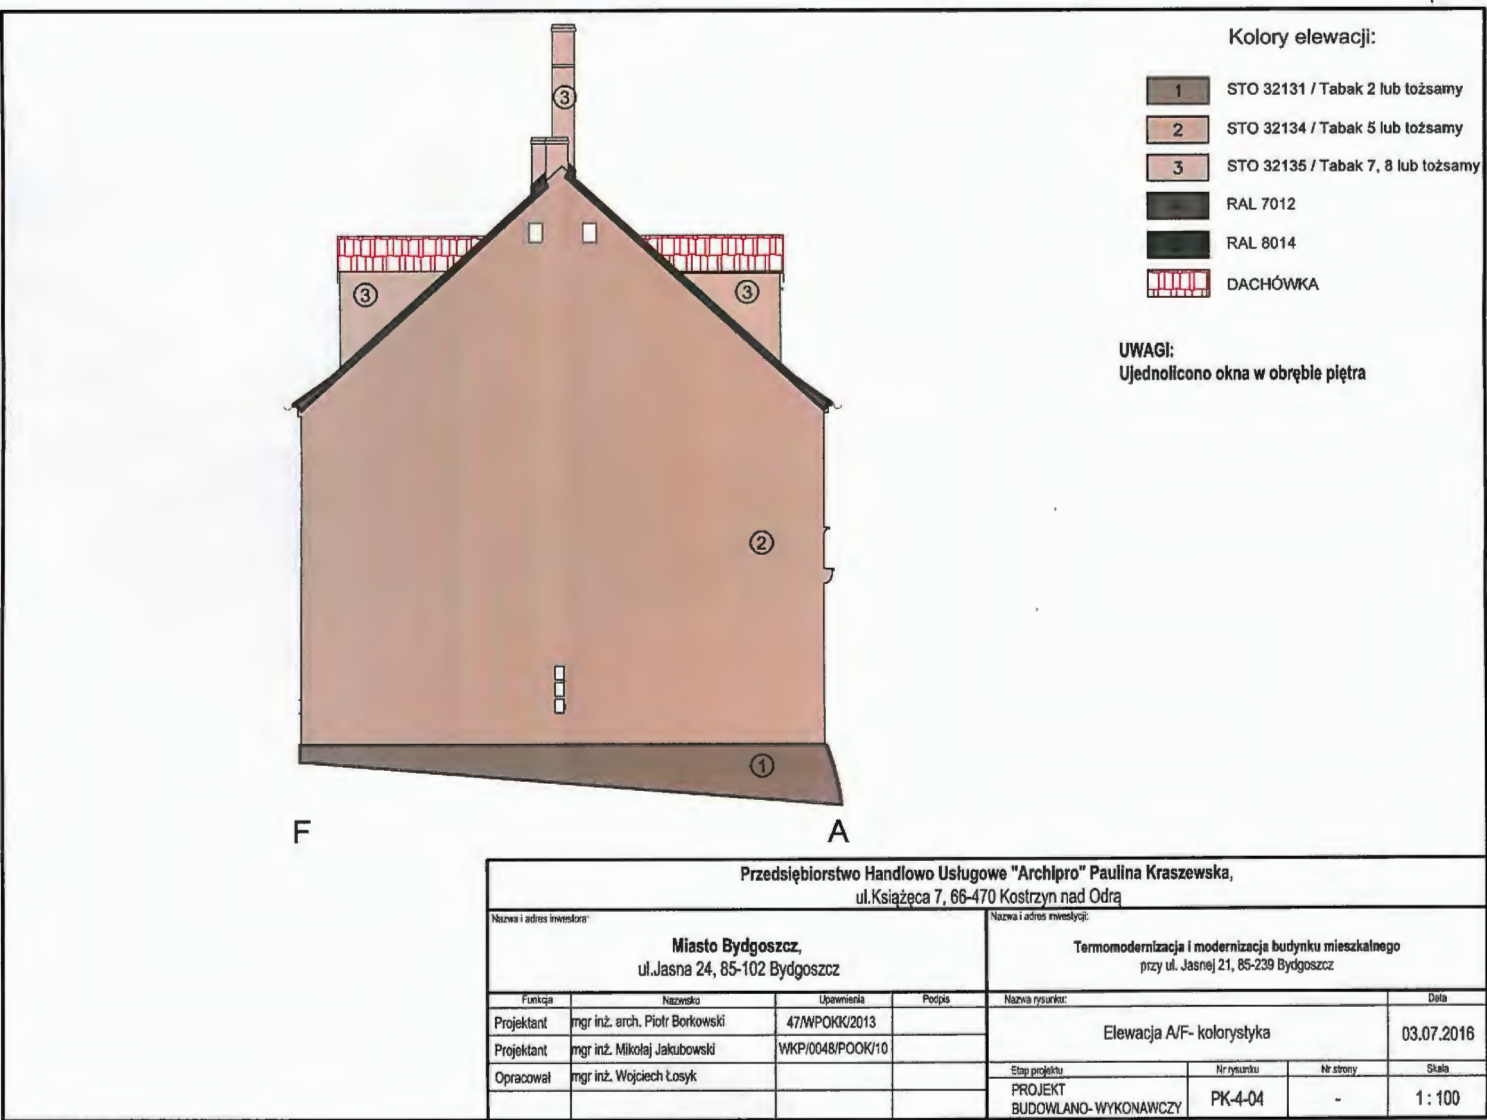 Kolory elewacji:
1 STO 32131 / Tabak 2 lub tożsamy
2 STO 32134 / Tabak 5 lub tożsamy
3 STO 32135 / Tabak 7, 8 lub tożsamy
RAL 7012
RAL 8014
DACHÓWKA
UWAGI:
Ujednolicono okna w obrębie piętra
3
3
3
2
1
F
A
Przedsiębiorstwo Handlowo Usługowe "Archipro" Paulina Kraszewska,
ul.Książęca 7, 66-470 Kostrzyn nad Odrą
Nazwa i adres inwestora:
Miasto Bydgoszcz,
ul.Jasna 24, 85-102 Bydgoszcz
Nazwa i adres inwestycji:
Termomodernizacja i modernizacja budynku mieszkalnego
przy ul. Jasnej 21, 85-239 Bydgoszcz
Funkcja Nazwisko Upawnienia Podpis
Projektant mgr inż. arch. Piotr Borkowski 47/WPOKK/2013
Projektant mgr inż. Mikołaj Jakubowski WKP/0048/POOK/10
Opracował mgr inż. Wojciech Łosyk
Nazwa rysunku: Data
Elewacja A/F- kolorystyka 03.07.2016
Etap projektu Nr rysunku Nr strony Skala
PROJEKT
BUDOWLANO- WYKONAWCZY PK-4-04 - 1 : 100